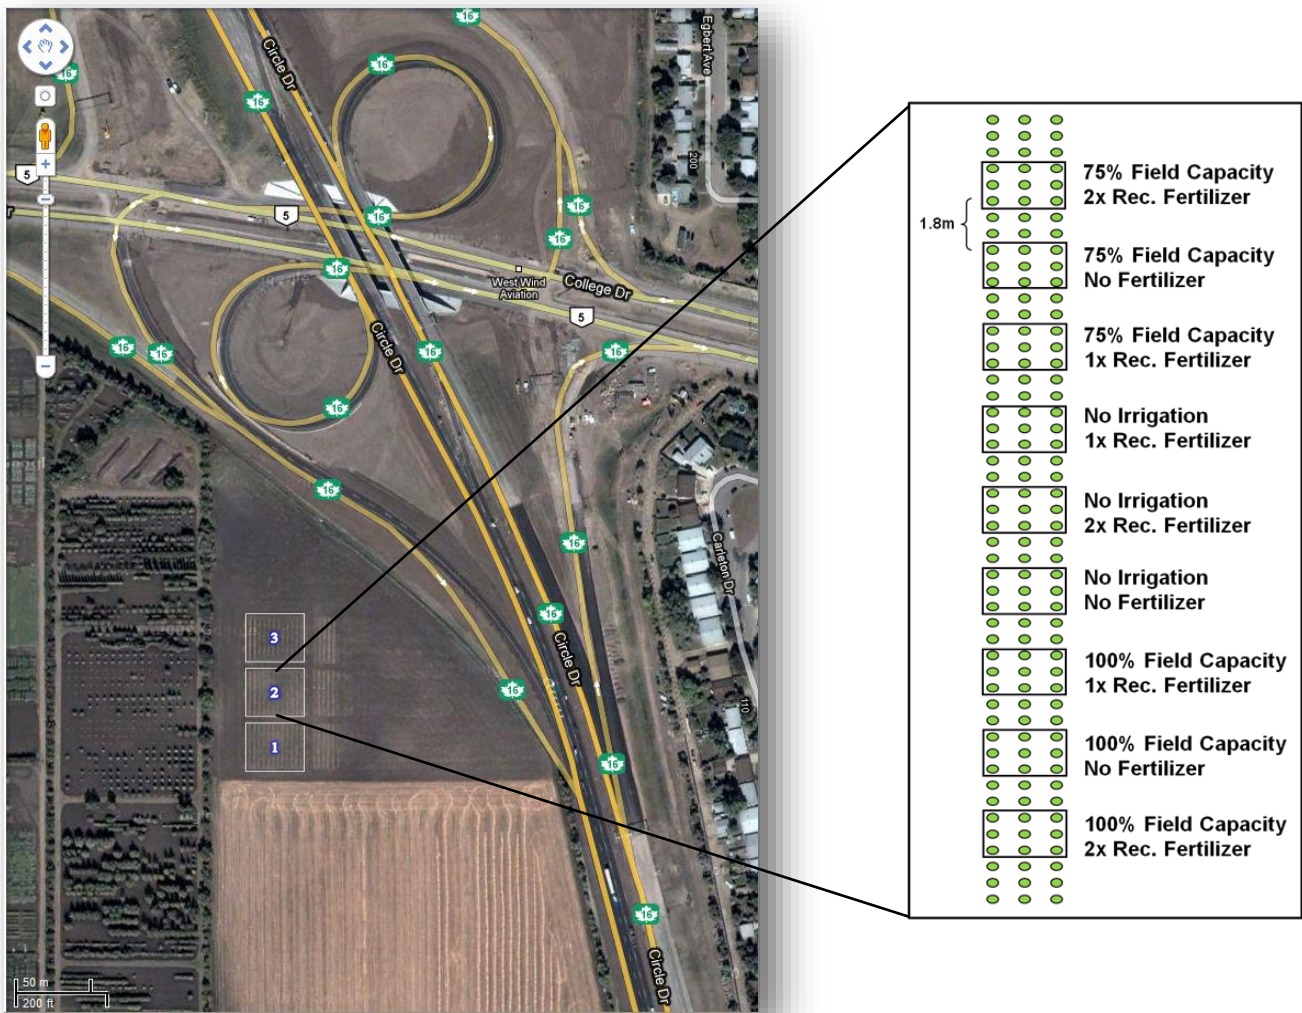 16
Circle Dr
16
16
16
Egbert Ave
200
5
5
r
16
16
16
16
West Wind
Aviation
College Dr
5
16
16
Circle Dr
16
16
16
16
16
16
Carleton Dr
16
Circle Dr
3
2
1
16
110
16
16
Circle Dr
50 m
200 ft
1.8m
75% Field Capacity
2x Rec. Fertilizer
75% Field Capacity
No Fertilizer
75% Field Capacity
1x Rec. Fertilizer
No Irrigation
1x Rec. Fertilizer
No Irrigation
2x Rec. Fertilizer
No Irrigation
No Fertilizer
100% Field Capacity
1x Rec. Fertilizer
100% Field Capacity
No Fertilizer
100% Field Capacity
2x Rec. Fertilizer